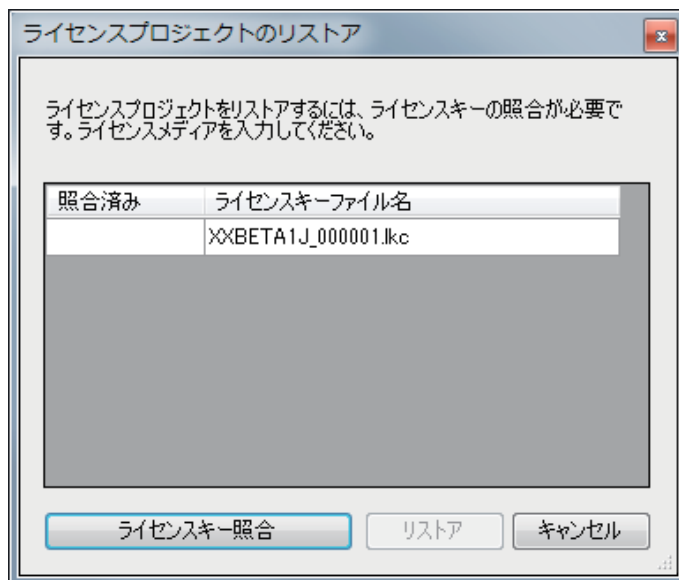 ライセンスプロジェクトのリストア
ライセンスプロジェクトをリストアするには、ライセンスキーの照合が必要で
す。ライセンスメディアを入力してください。
照合済み ライセンスキーファイル名
XXBETA1J_000001.lkc
ライセンスキー照合 リストア キャンセル